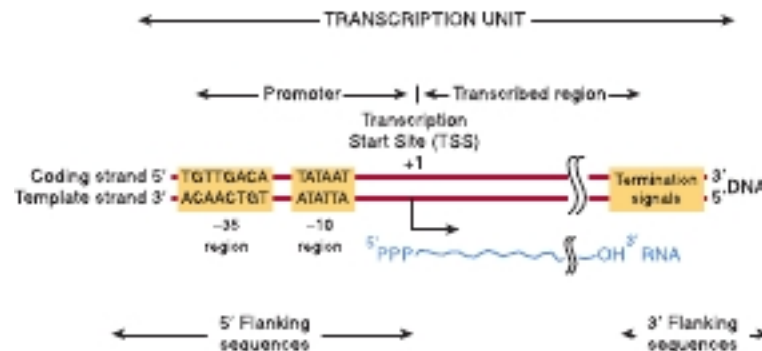 TRANSCRIPTION UNIT
Promoter
Transcribed region
Transcription
Start Site (TSS)
+1
Coding strand 5' TGTTGACA TATAAT 3'
Template strand 3' ACAACTGT ATATTA 5'
DNA
Termination
signals
-35
region
-10
region
5' PPP OH 3' RNA
5' Flanking
sequences
3' Flanking
sequences